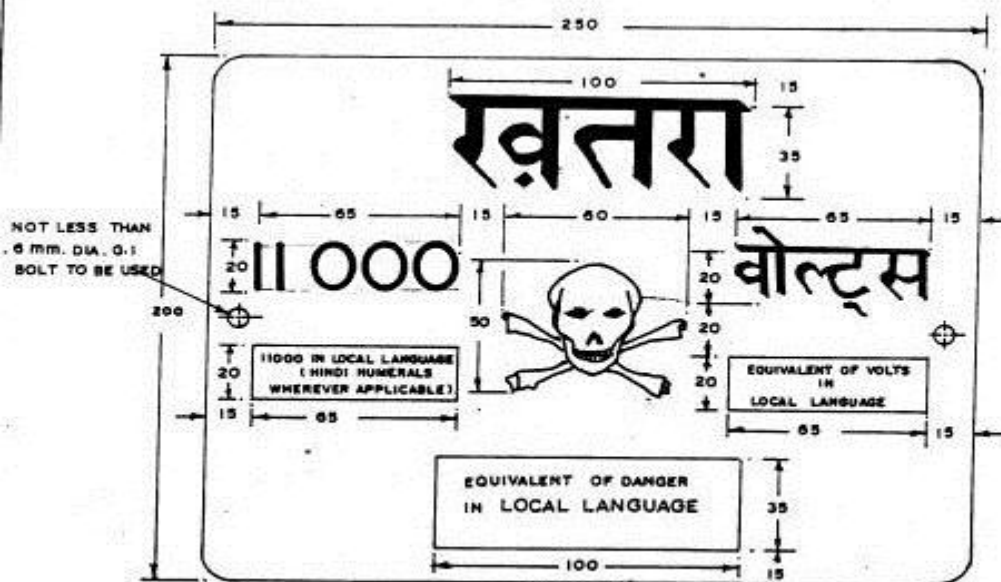 250
100
15
ख़तरा
35
15
65
15
60
15
65
15
NOT LESS THAN
.6 mm. DIA. G.I
BOLT TO BE USED
20
11 000
20
वोल्ट्स
200
50
20
20
11000 IN LOCAL LANGUAGE
( HINDI NUMERALS
WHEREVER APPLICABLE)
20
EQUIVALENT OF VOLTS
IN
LOCAL LANGUAGE
15
65
65
15
EQUIVALENT OF DANGER
IN LOCAL LANGUAGE
35
100
15